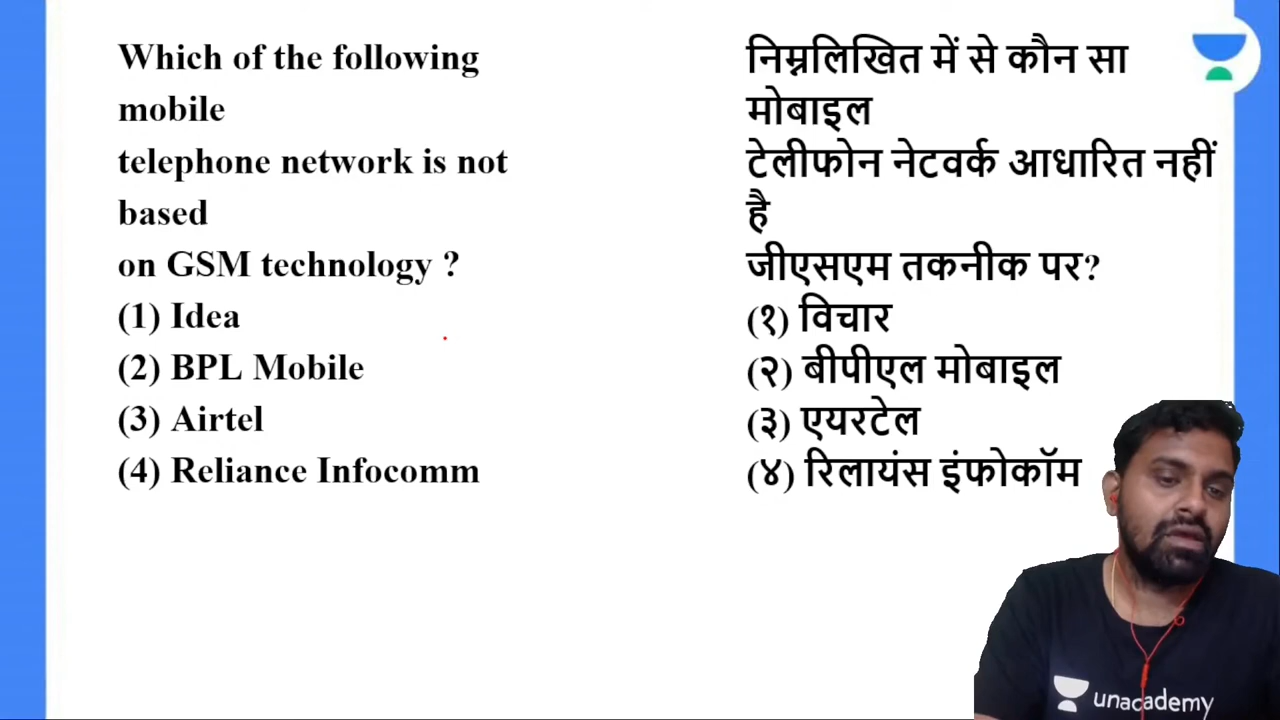 Which of the following
mobile
telephone network is not
based
on GSM technology ?
(1) Idea
(2) BPL Mobile
(3) Airtel
(4) Reliance Infocomm
निम्नलिखित में से कौन सा
मोबाइल
टेलीफोन नेटवर्क आधारित नहीं
है
जीएसएम तकनीक पर?
(१) विचार
(२) बीपीएल मोबाइल
(३) एयरटेल
(४) रिलायंस इंफोकॉम
unacademy